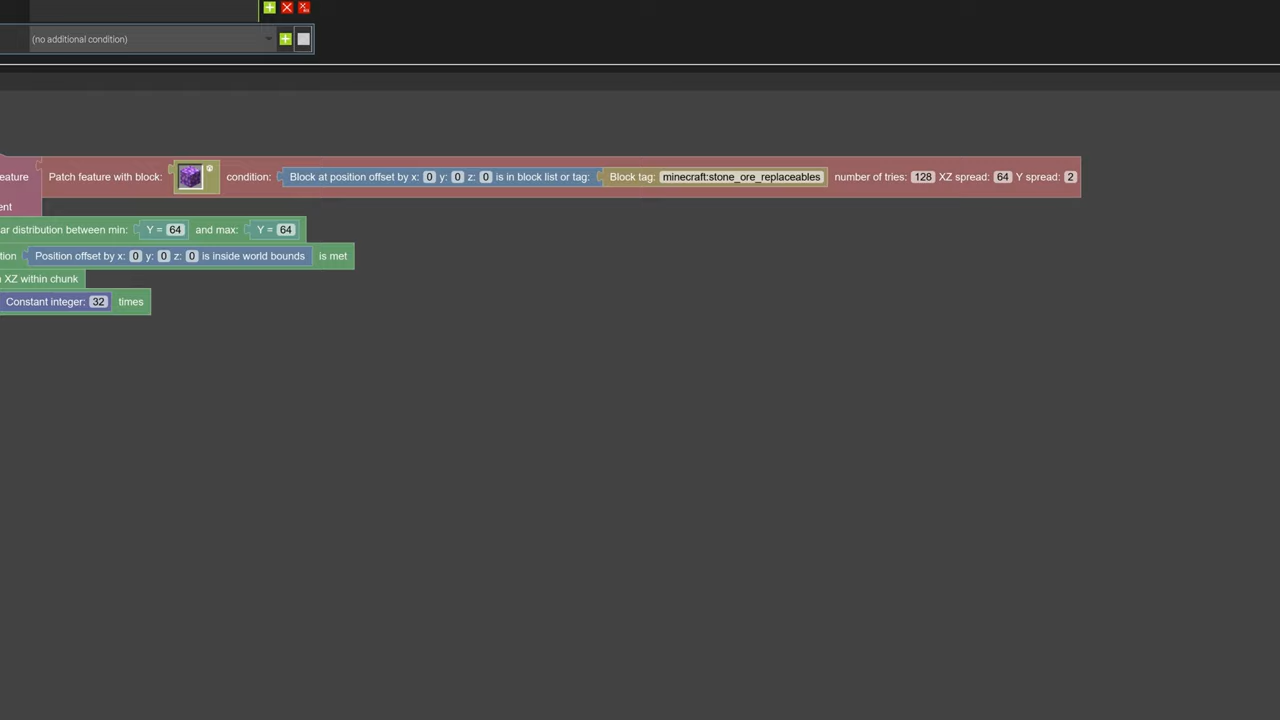 (no additional condition)
eature Patch feature with block: condition: Block at position offset by x: 0 y: 0 z: 0 is in block list or tag: Block tag: minecraft:stone_ore_replaceables number of tries: 128 XZ spread: 64 Y spread: 2
ent
ar distribution between min: Y = 64 and max: Y = 64
tion Position offset by x: 0 y: 0 z: 0 is inside world bounds is met
XZ within chunk
Constant integer: 32 times